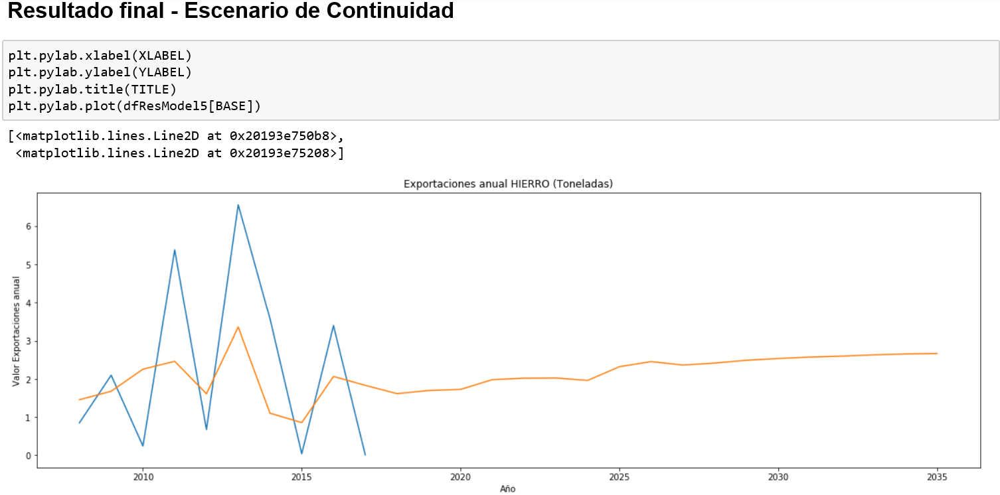 Resultado final - Escenario de Continuidad
plt.pylab.xlabel(XLABEL)
plt.pylab.ylabel(YLABEL)
plt.pylab.title(TITLE)
plt.pylab.plot(dfResModel5[BASE])
[<matplotlib.lines.Line2D at 0x20193e750b8>,
<matplotlib.lines.Line2D at 0x20193e75208>]
Exportaciones anual HIERRO (Toneladas)
Valor Exportaciones anual
6
5
4
3
2
1
0
2010 2015 2020 2025 2030 2035
Año